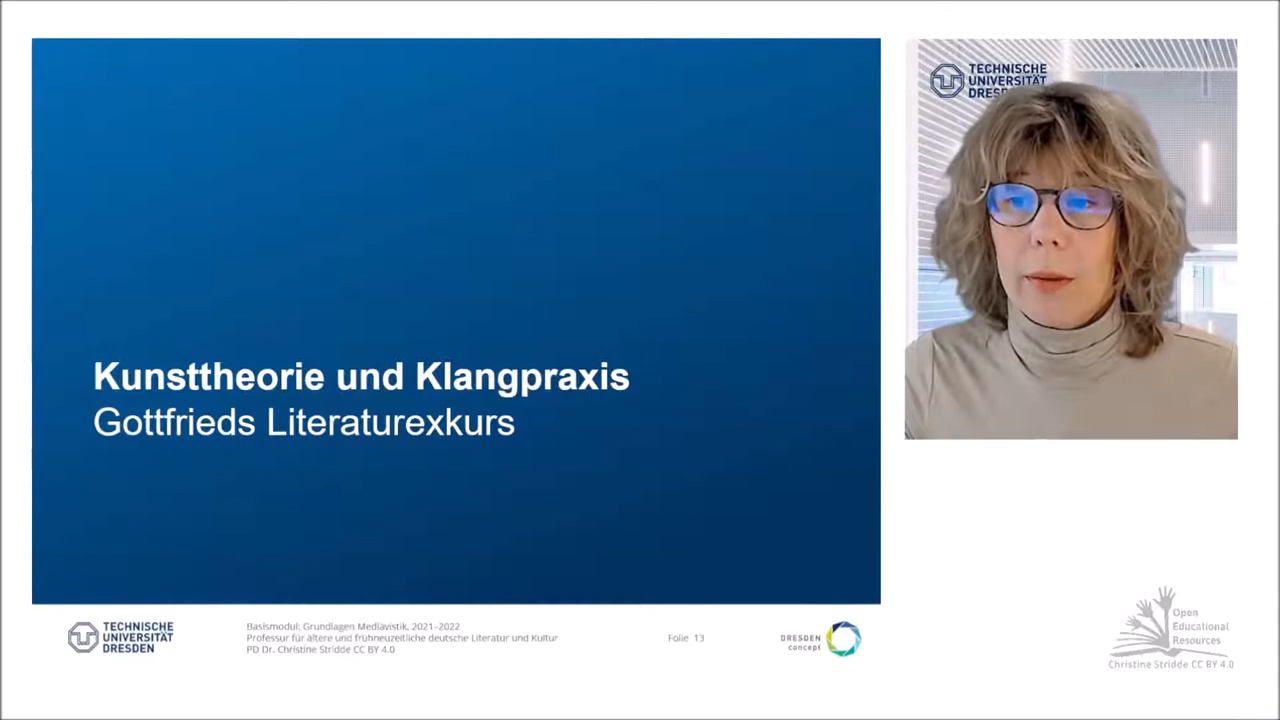 Kunsttheorie und Klangpraxis
Gottfrieds Literaturexkurs
TECHNISCHE
UNIVERSITÄT
DRESDEN
Basismodul: Grundlagen Mediävistik, 2021–2022
Professur für ältere und frühneuzeitliche deutsche Literatur und Kultur
PD Dr. Christine Stridde CC BY 4.0
Folie 13
DRESDEN
concept
TECHNISCHE
UNIVERSITÄT
DRES
Open
Educational
Resources
Christine Stridde CC BY 4.0